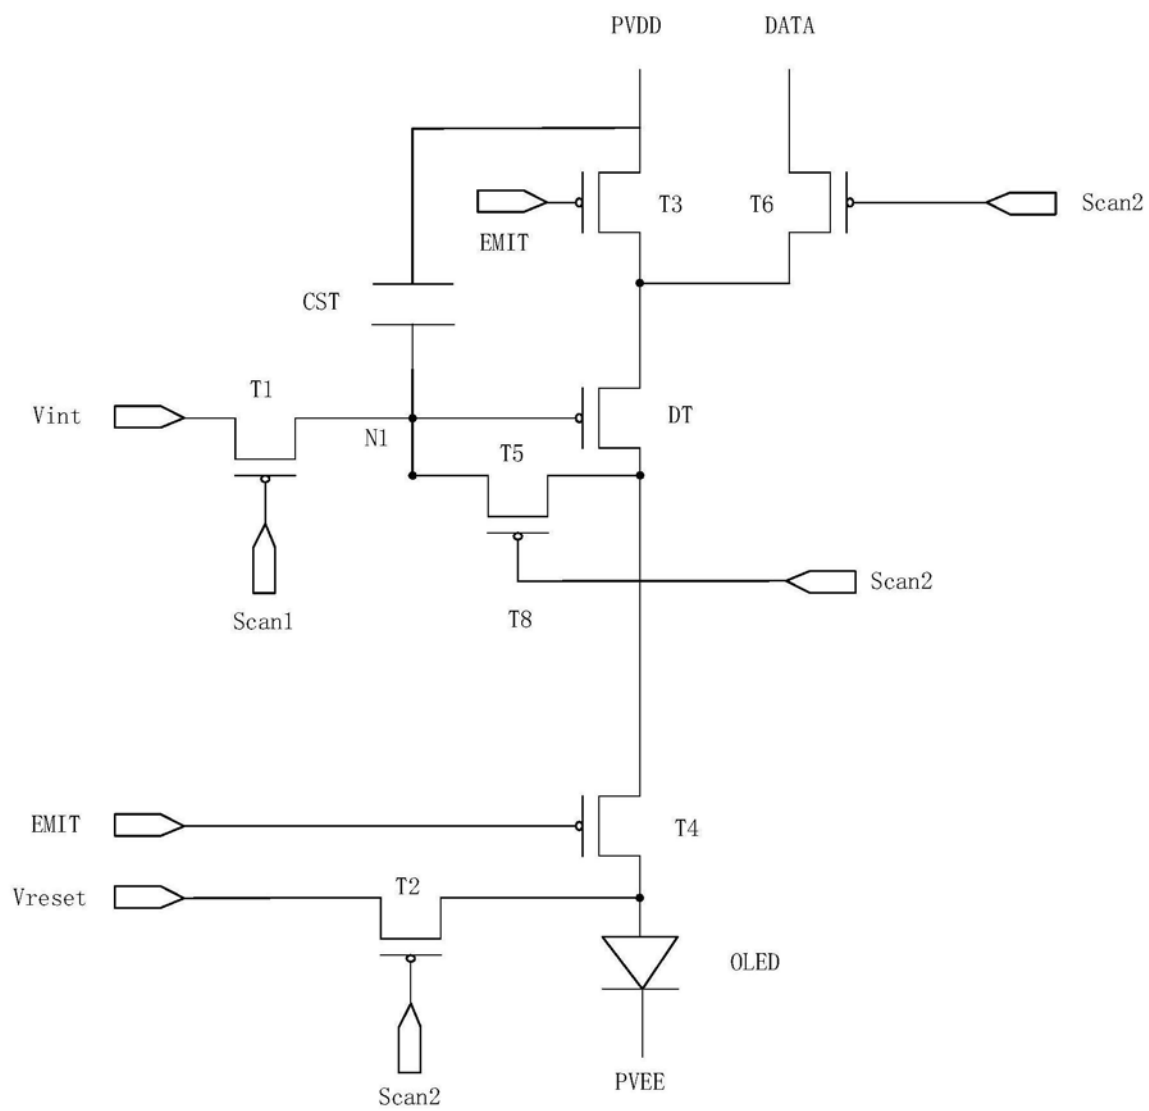 PVDD DATA
T3 T6 Scan2
EMIT
CST
T1
Vint DT
N1 T5
Scan2
Scan1 T8
EMIT T4
T2
Vreset
OLED
PVEE
Scan2